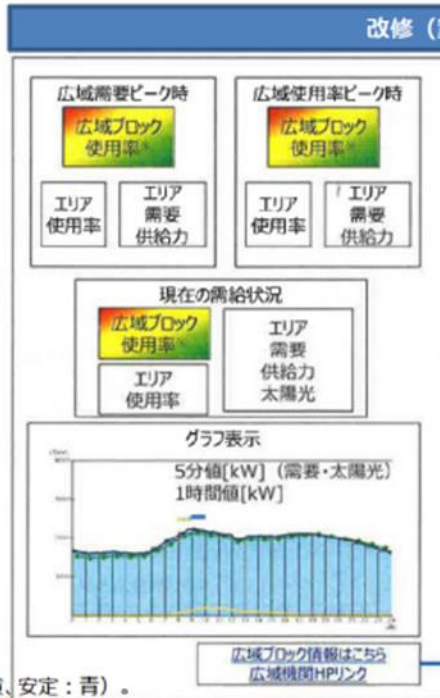 改修（
広域需要ピーク時
広域ブロック
使用率※
エリア
使用率
エリア
需要
供給力
広域使用率ピーク時
広域ブロック
使用率※
エリア
使用率
エリア
需要
供給力
現在の需給状況
広域ブロック
使用率※
エリア
使用率
エリア
需要
供給力
太陽光
グラフ表示
5分値[kW]（需要・太陽光）
1時間値[kW]
広域ブロック情報はこちら
広域機関HPリンク
、安定：青）。